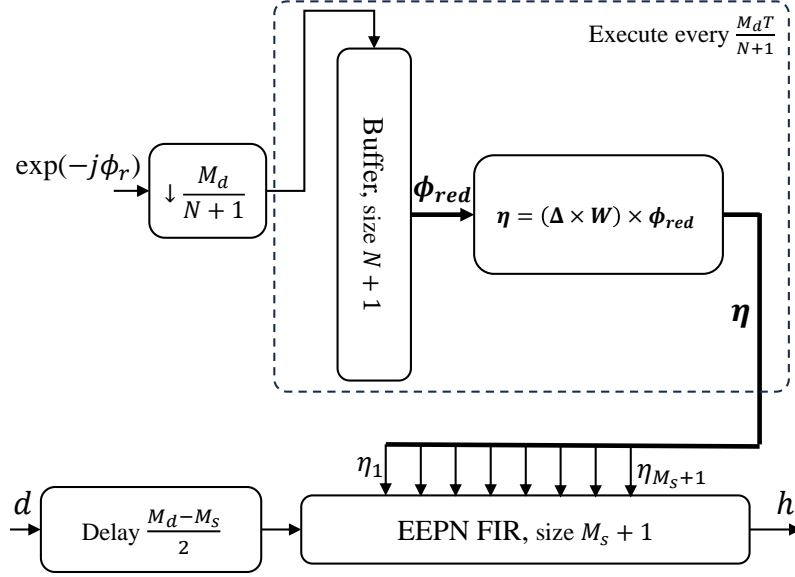 Execute every M_d T / N+1
exp(−jϕ_r)
↓ M_d / N + 1
Buffer, size N + 1
ϕ_red
η = (Δ × W) × ϕ_red
η
η_1
η_{M_s+1}
d
Delay M_d−M_s / 2
EEPN FIR, size M_s + 1
h